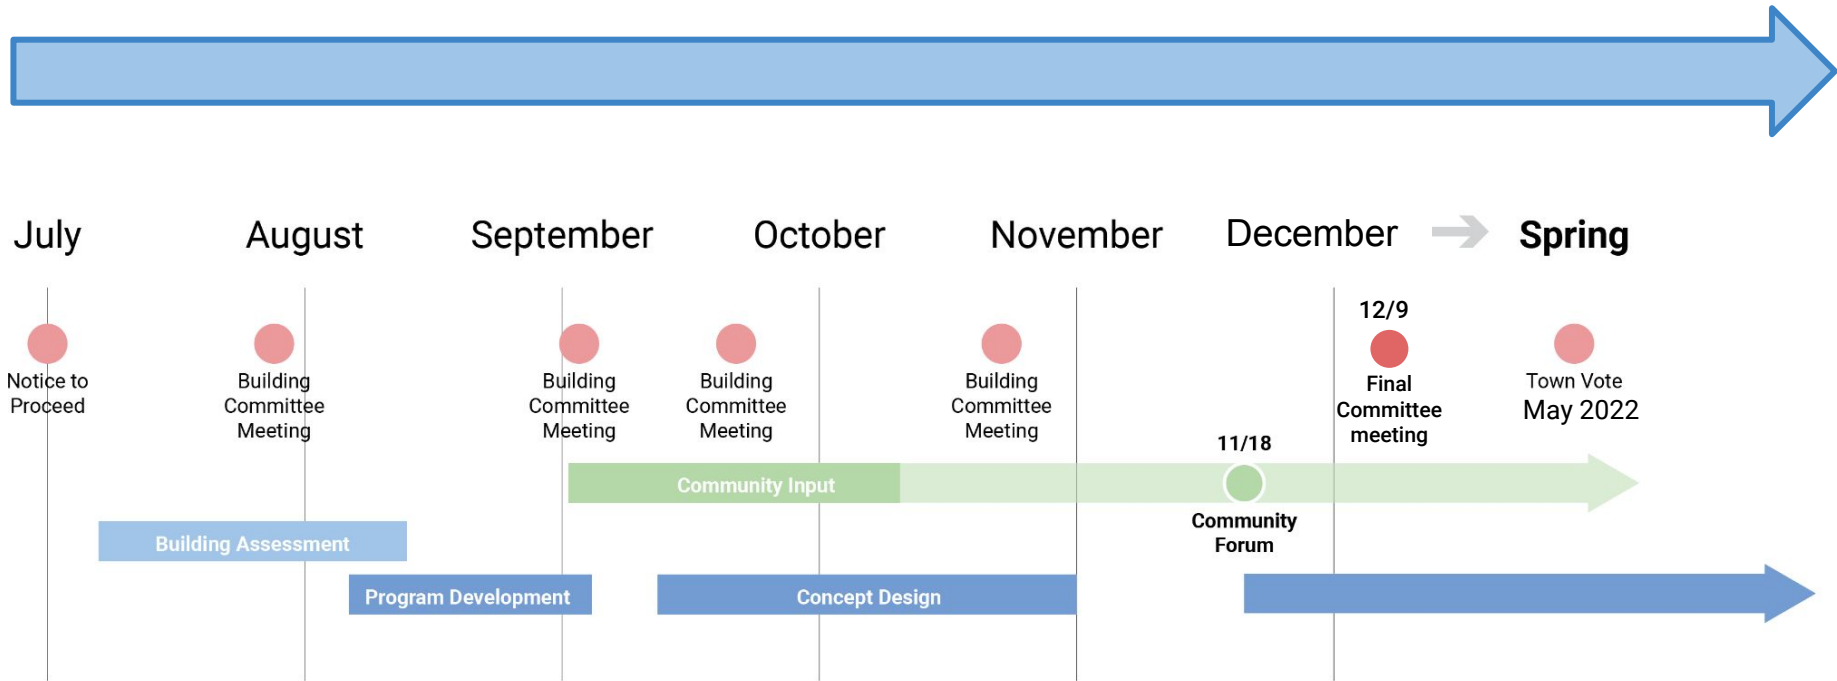 July
August
September
October
November
December
Spring
Notice to
Proceed
Building
Committee
Meeting
Building
Committee
Meeting
Building
Committee
Meeting
Building
Committee
Meeting
12/9
Final
Committee
meeting
Town Vote
May 2022
Community Input
11/18
Community
Forum
Building Assessment
Program Development
Concept Design